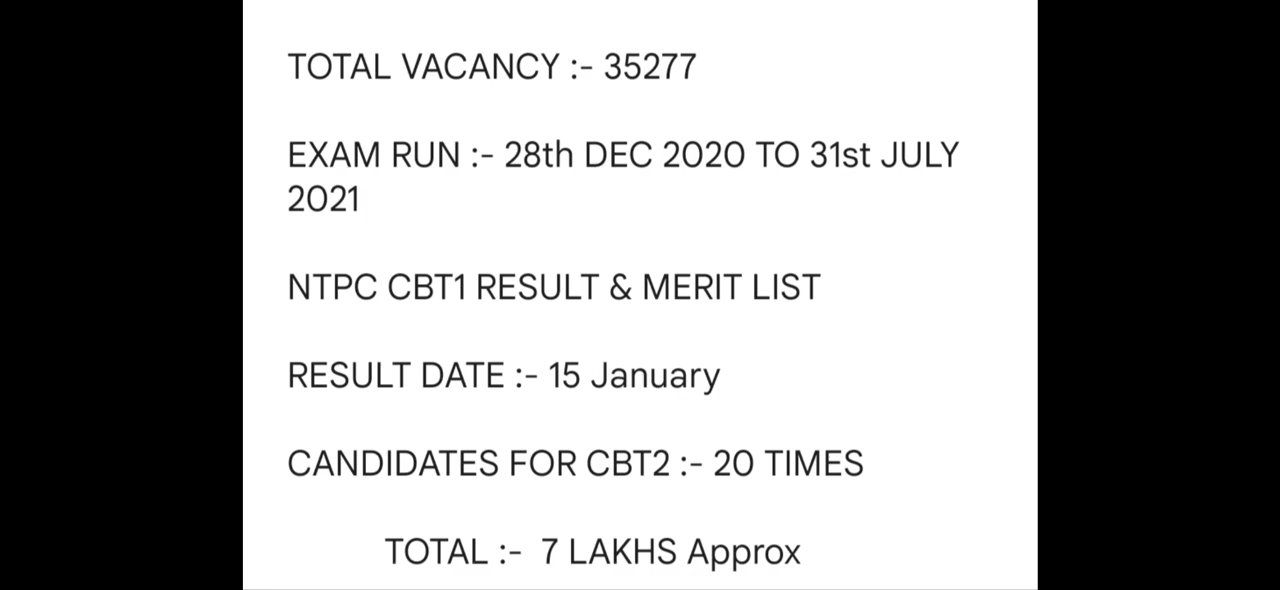 TOTAL VACANCY :- 35277
EXAM RUN :- 28th DEC 2020 TO 31st JULY
2021
NTPC CBT1 RESULT & MERIT LIST
RESULT DATE :- 15 January
CANDIDATES FOR CBT2 :- 20 TIMES
TOTAL :- 7 LAKHS Approx